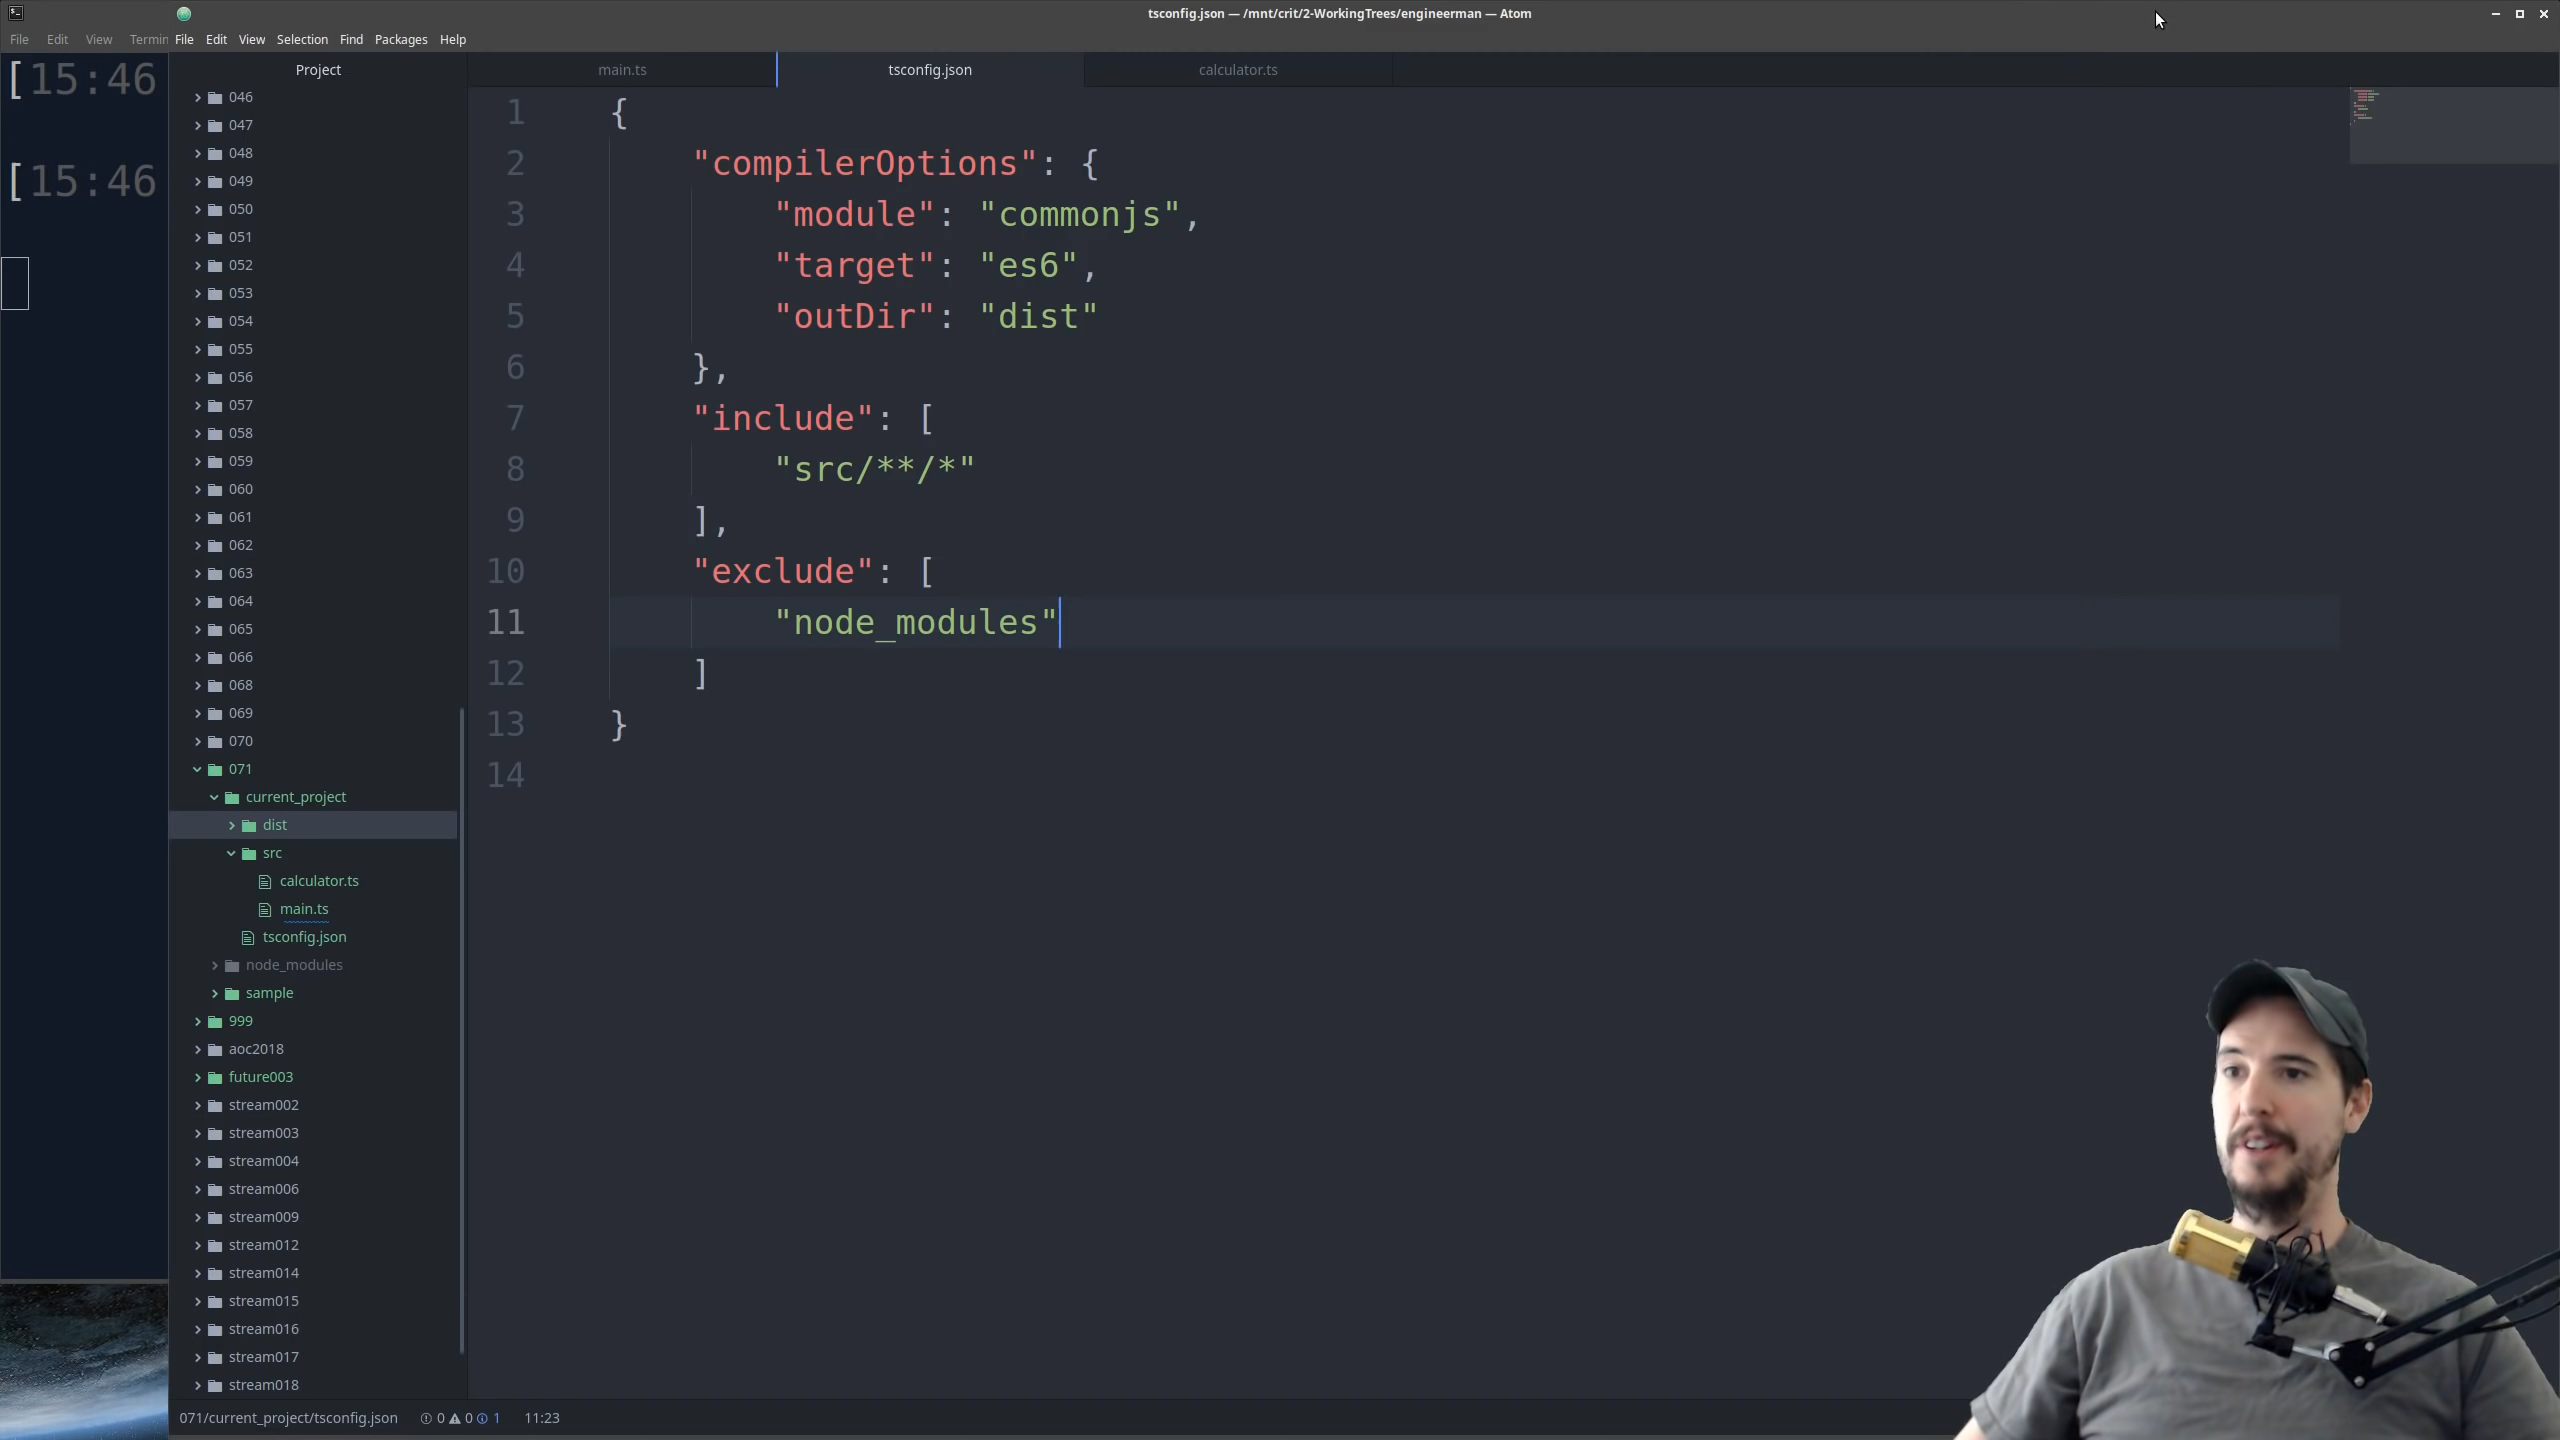 tsconfig.json — /mnt/crit/2-WorkingTrees/engineerman — Atom
File Edit View Termin
File Edit View Selection Find Packages Help
[15:46
[15:46
Project
046
047
048
049
050
051
052
053
054
055
056
057
058
059
060
061
062
063
064
065
066
068
069
070
071
current_project
dist
src
calculator.ts
main.ts
tsconfig.json
node_modules
sample
999
aoc2018
future003
stream002
stream003
stream004
stream006
stream009
stream012
stream014
stream015
stream016
stream017
stream018
main.ts tsconfig.json calculator.ts
1 {
2 "compilerOptions": {
3 "module": "commonjs",
4 "target": "es6",
5 "outDir": "dist"
6 },
7 "include": [
8 "src/**/*"
9 ],
10 "exclude": [
11 "node_modules"
12 ]
13 }
14
071/current_project/tsconfig.json 0 0 1 11:23